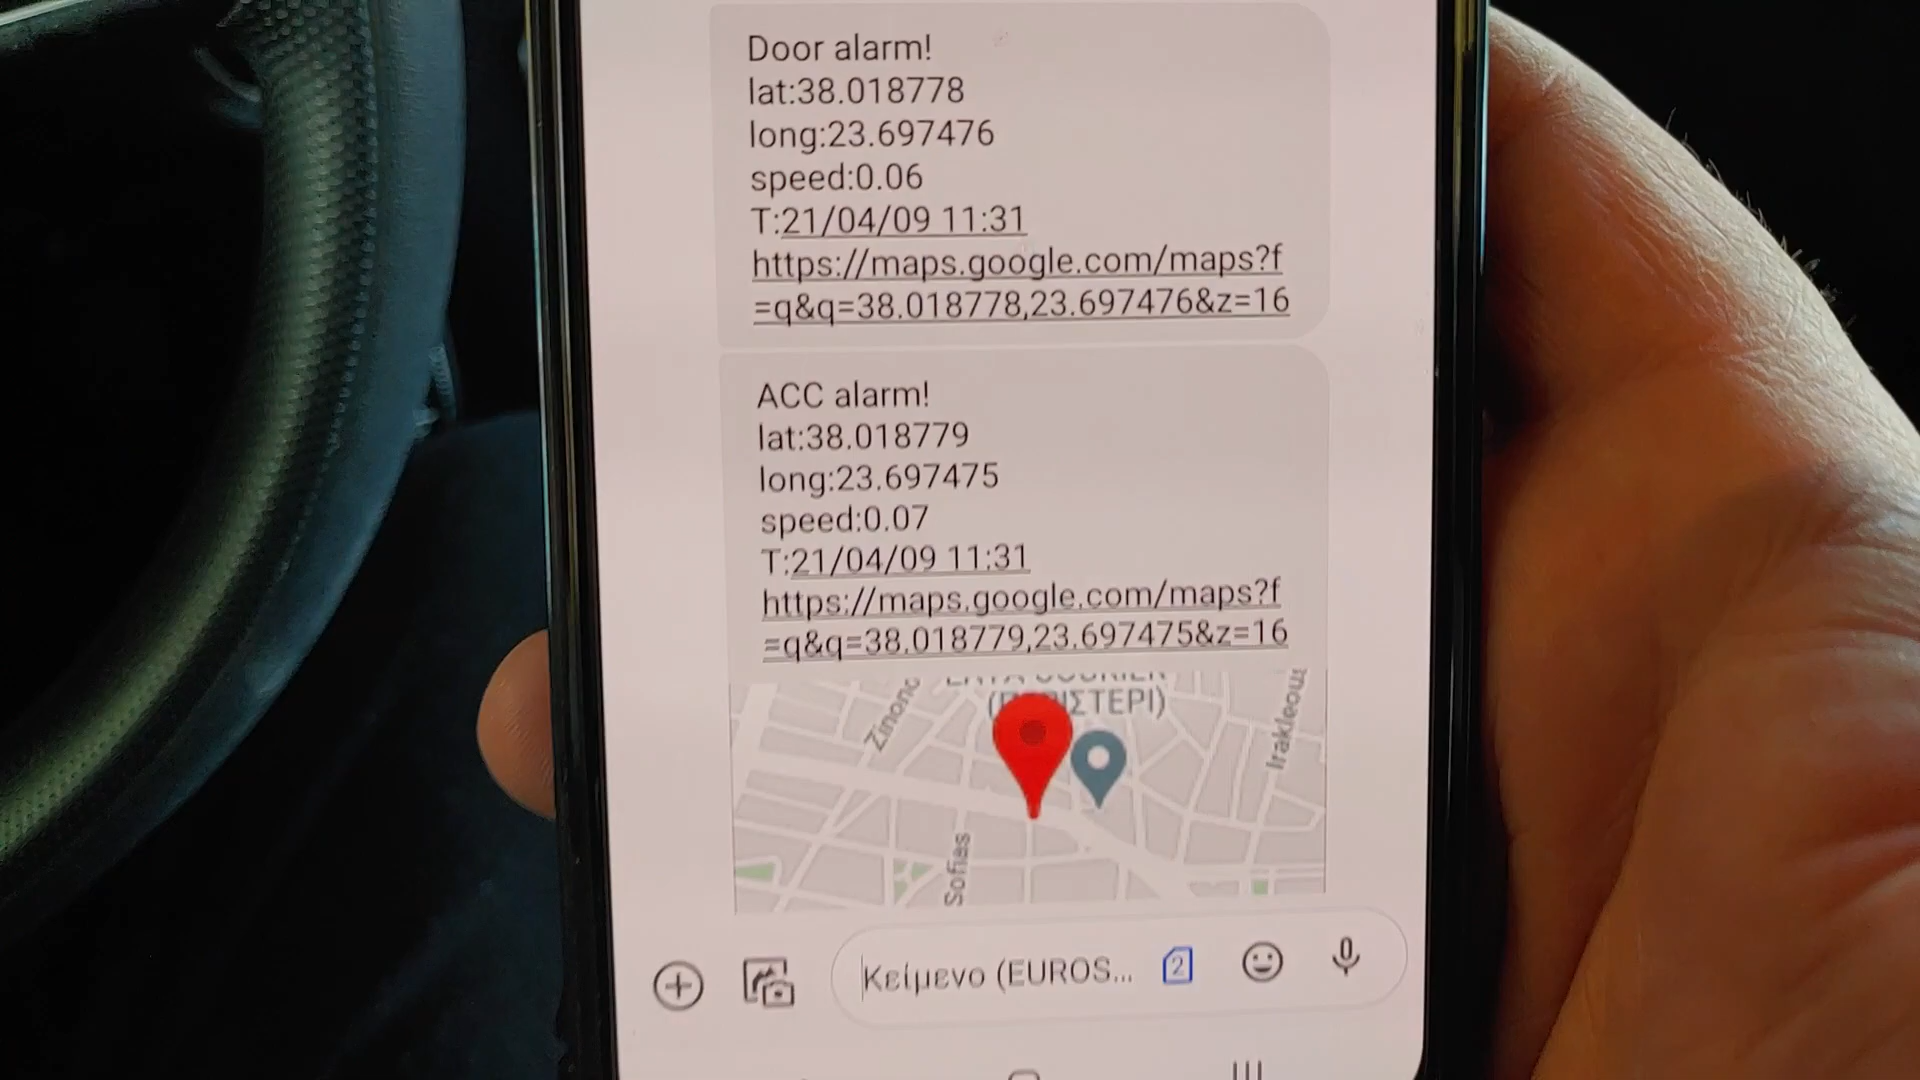 Door alarm!
lat:38.018778
long:23.697476
speed:0.06
T:21/04/09 11:31
https://maps.google.com/maps?f
=q&q=38.018778,23.697476&z=16
ACC alarm!
lat:38.018779
long:23.697475
speed:0.07
T:21/04/09 11:31
https://maps.google.com/maps?f
=q&q=38.018779,23.697475&z=16
Irakleous
Sofias
Κείμενο (EUROS...
2